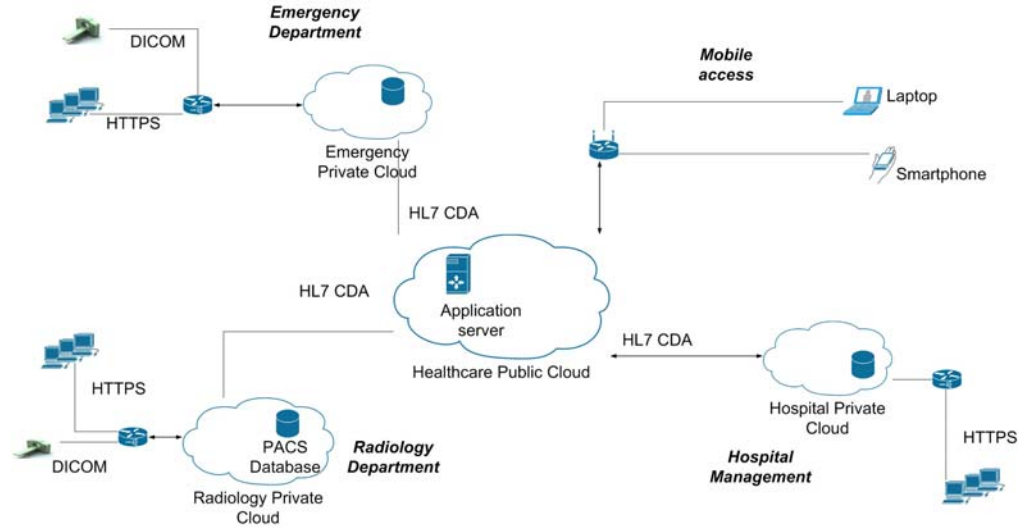 Emergency
Department
DICOM
HTTPS
Emergency
Private Cloud
Mobile
access
Laptop
Smartphone
HL7 CDA
HL7 CDA
Application
server
Healthcare Public Cloud
HL7 CDA
Hospital Private
Cloud
HTTPS
Hospital
Management
HTTPS
DICOM
PACS
Database
Radiology
Department
Radiology Private
Cloud